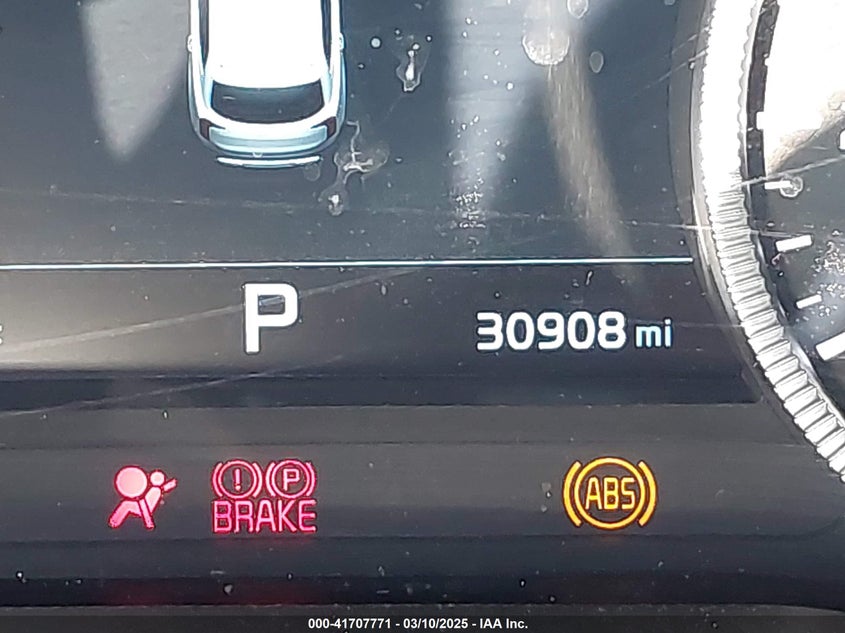 P
30908 mi
(!) (P)
BRAKE
ABS
000-41707771 - 03/10/2025 - IAA Inc.